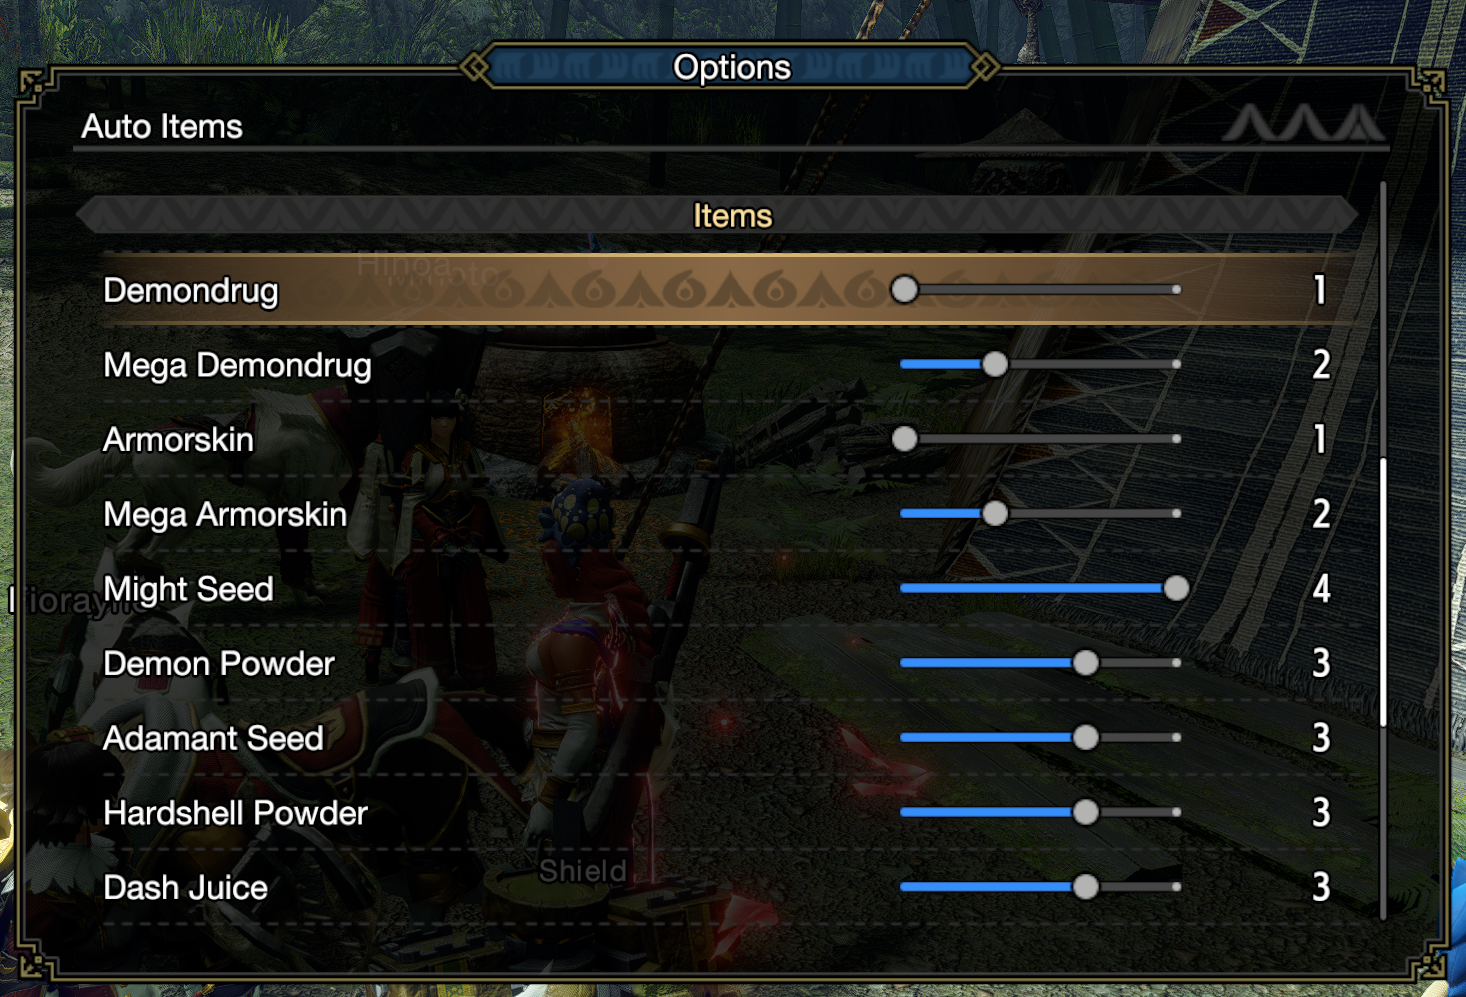 Options
Auto Items
Items
Hinoa
Demondrug 1
Mega Demondrug 2
Armorskin 1
Mega Armorskin 2
Might Seed 4
Demon Powder 3
Adamant Seed 3
Hardshell Powder 3
Shield
Dash Juice 3